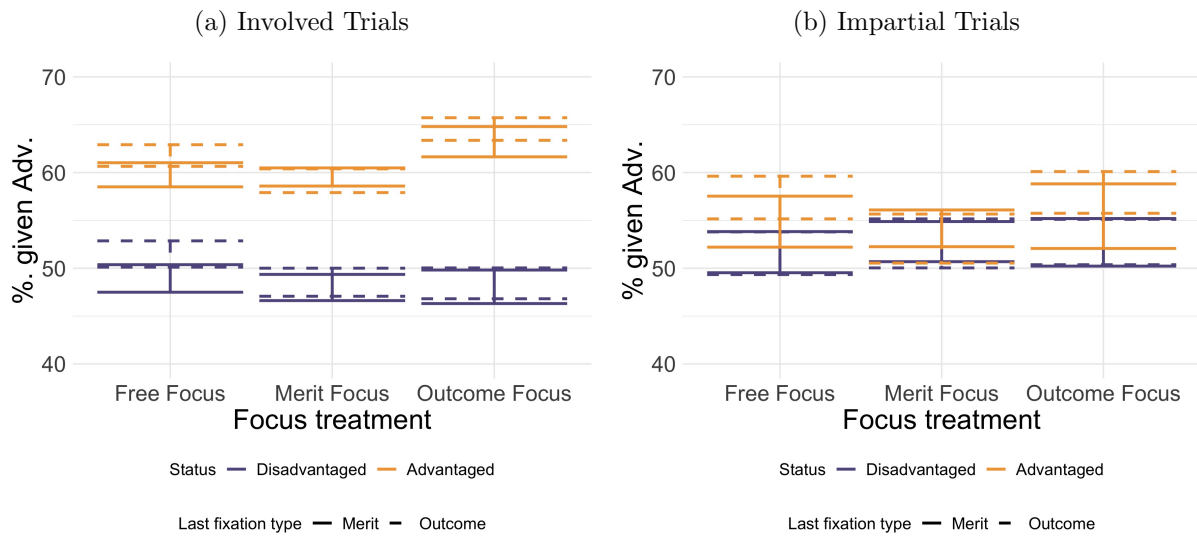 (a) Involved Trials
70
60
50
40
%. given Adv.
Free Focus Merit Focus Outcome Focus
Focus treatment
Status Disadvantaged Advantaged
Last fixation type Merit Outcome
(b) Impartial Trials
70
60
50
40
% given Adv.
Free Focus Merit Focus Outcome Focus
Focus treatment
Status Disadvantaged Advantaged
Last fixation type Merit Outcome